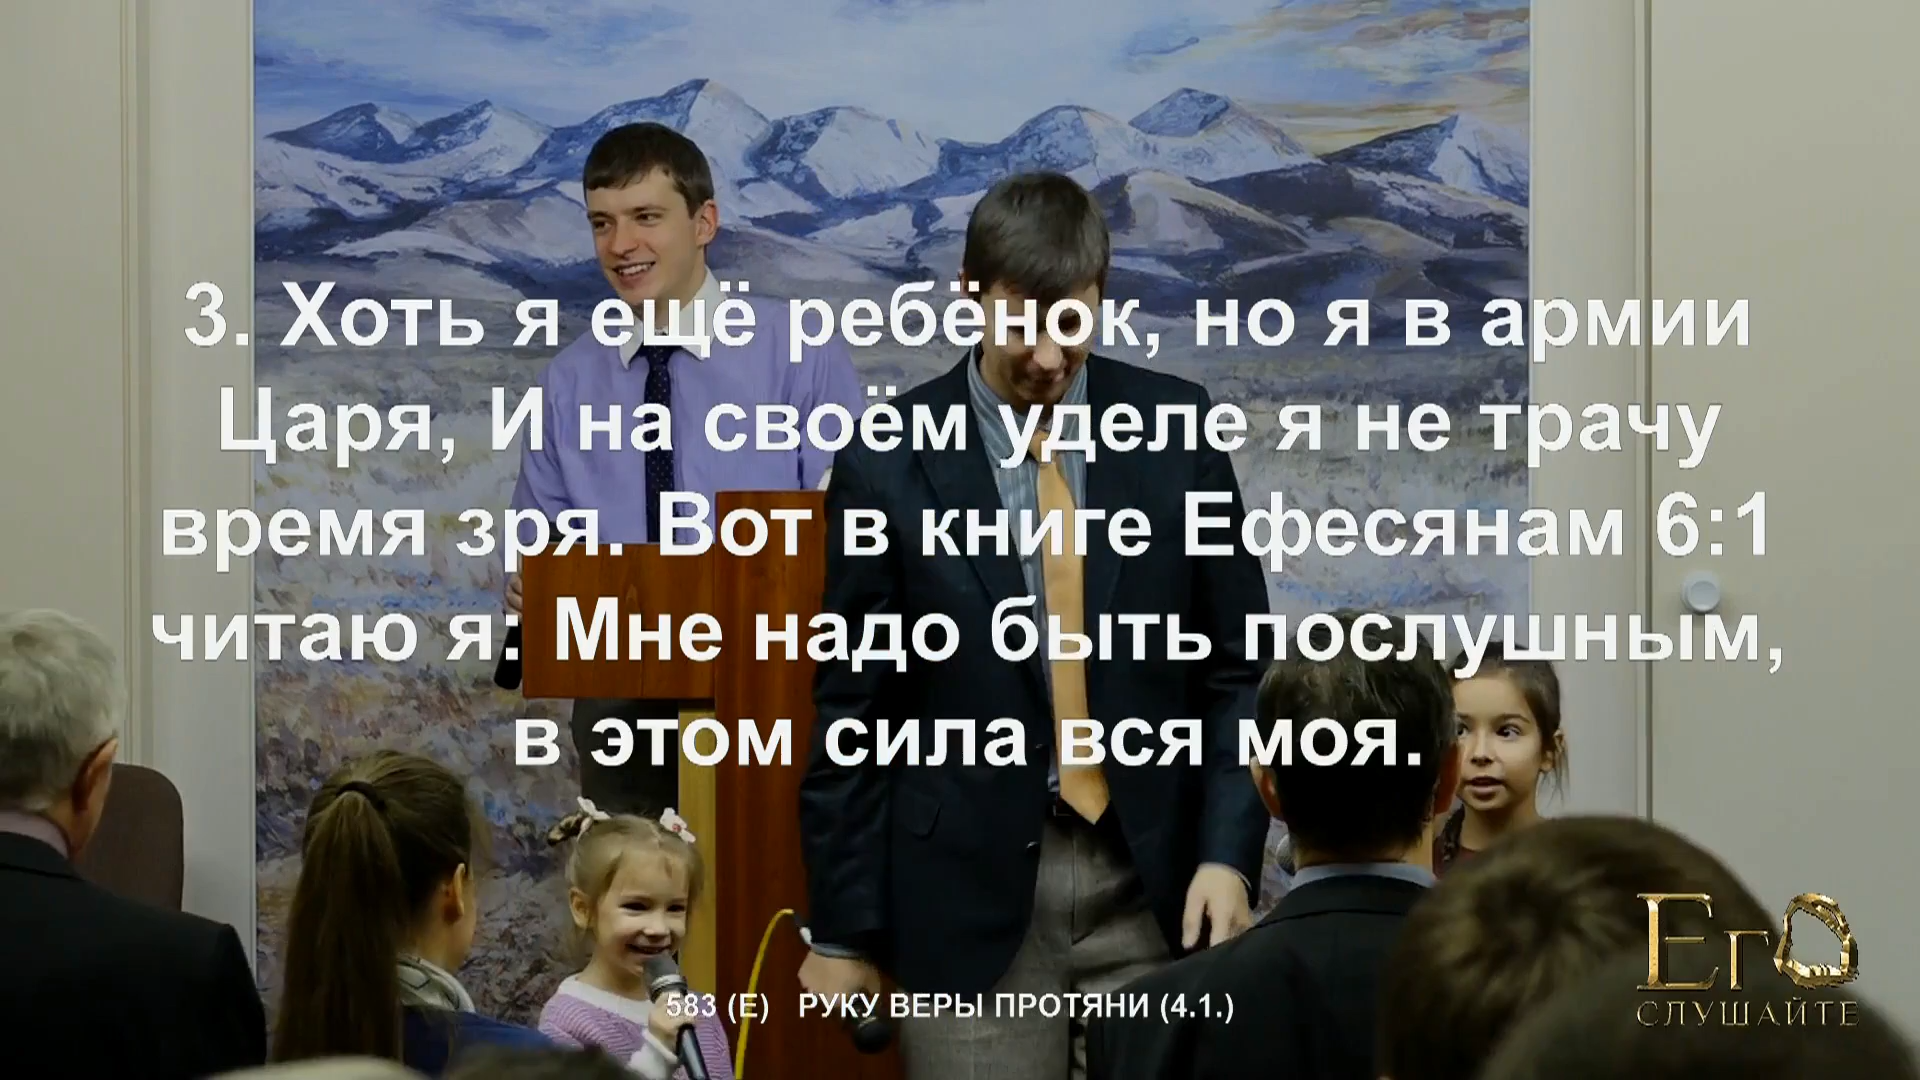 3. Хоть я ещё ребёнок, но я в армии
Царя, И на своём уделе я не трачу
время зря. Вот в книге Ефесянам 6:1
читаю я: Мне надо быть послушным,
в этом сила вся моя.
583 (Е) РУКУ ВЕРЫ ПРОТЯНИ (4.1.)
ЕгО
СЛУШАЙТЕ